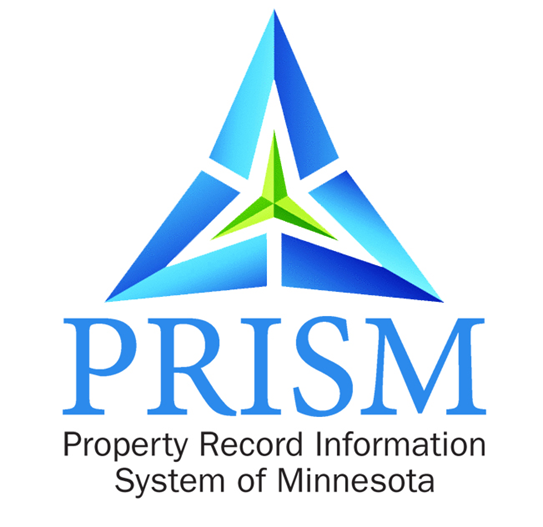 PRISM
Property Record Information
System of Minnesota